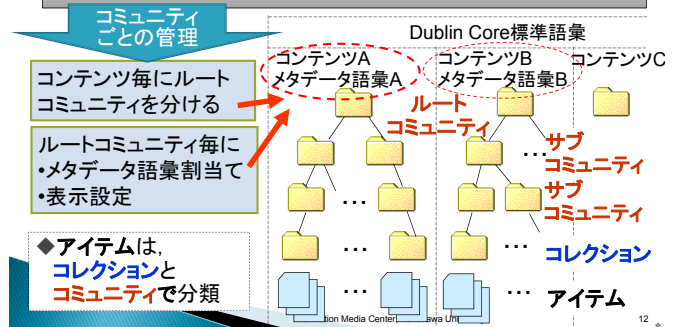 コミュニティ
ごとの管理
Dublin Core標準語彙
コンテンツA
メタデータ語彙A
コンテンツB
メタデータ語彙B
コンテンツC
コンテンツ毎にルート
コミュニティを分ける
ルート
コミュニティ
ルートコミュニティ毎に
•メタデータ語彙割当て
•表示設定
…サブ
コミュニティ
サブ
コミュニティ
…
…
◆アイテムは,
コレクションと
コミュニティで分類
…
…
コレクション
…
…
アイテム
tion Media Center, awa Uni
12